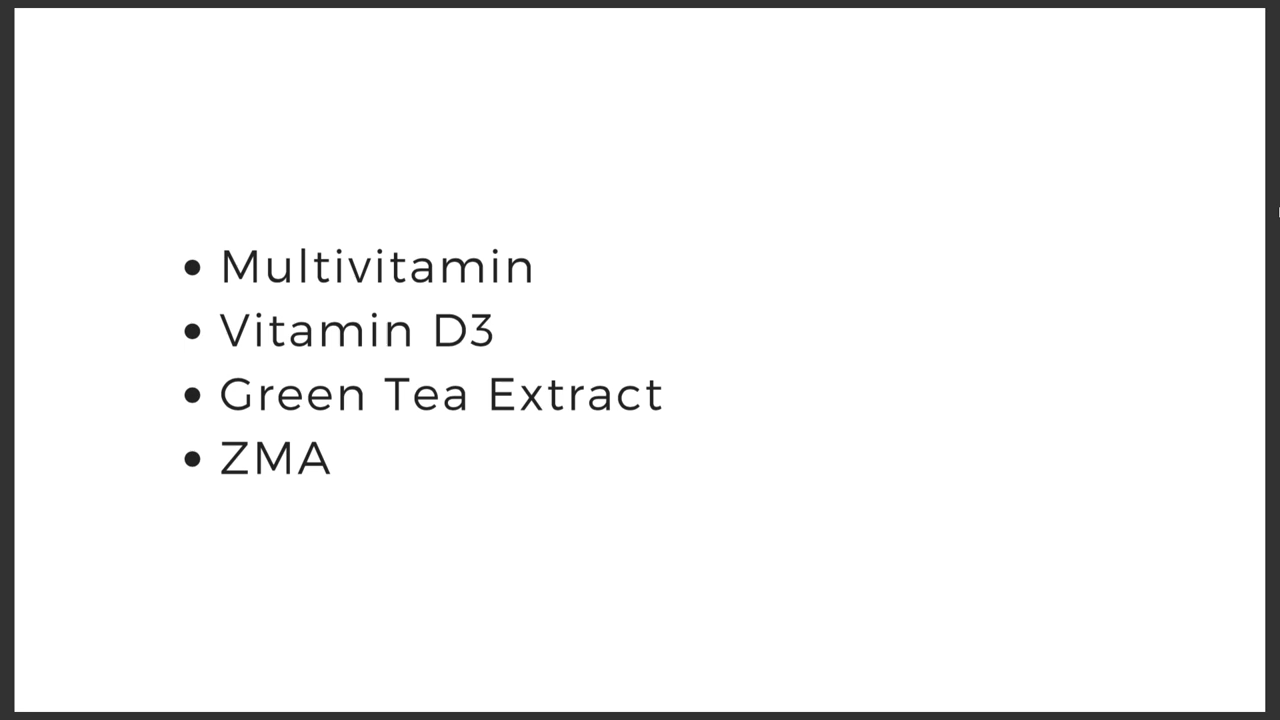 • Multivitamin
• Vitamin D3
• Green Tea Extract
• ZMA